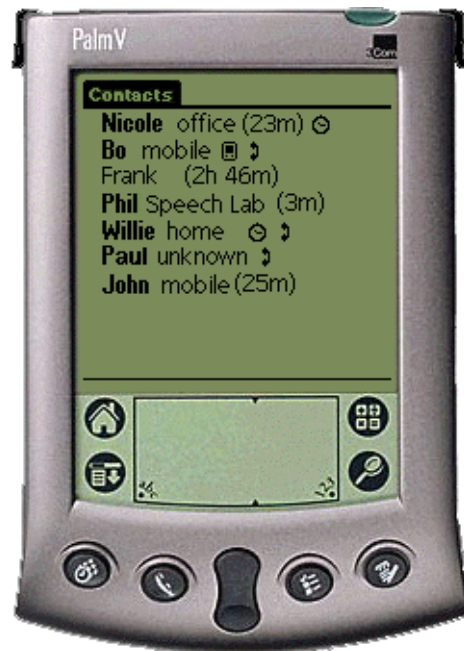 PalmV
3Com
Contacts
Nicole office (23m)
Bo mobile
Frank (2h 46m)
Phil Speech Lab (3m)
Willie home
Paul unknown
John mobile (25m)